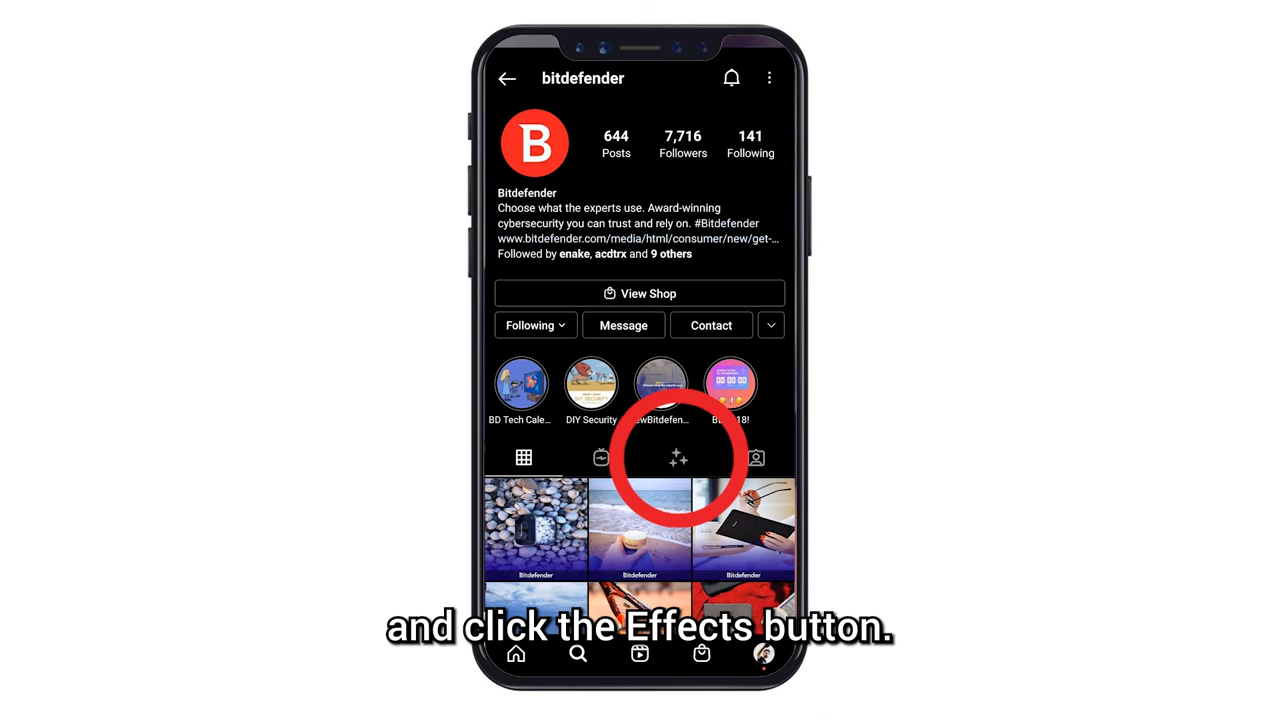 bitdefender
B
644 7,716 141
Posts Followers Following
Bitdefender
Choose what the experts use. Award-winning
cybersecurity you can trust and rely on. #Bitdefender
www.bitdefender.com/media/html/consumer/new/get-...
Followed by enake, acdtrx and 9 others
View Shop
Following Message Contact
DIY SECURITY
BD Tech Cale... DIY Security ewBitdefen...
Bitdefender Bitdefender Bitdefender
and click the Effects button.